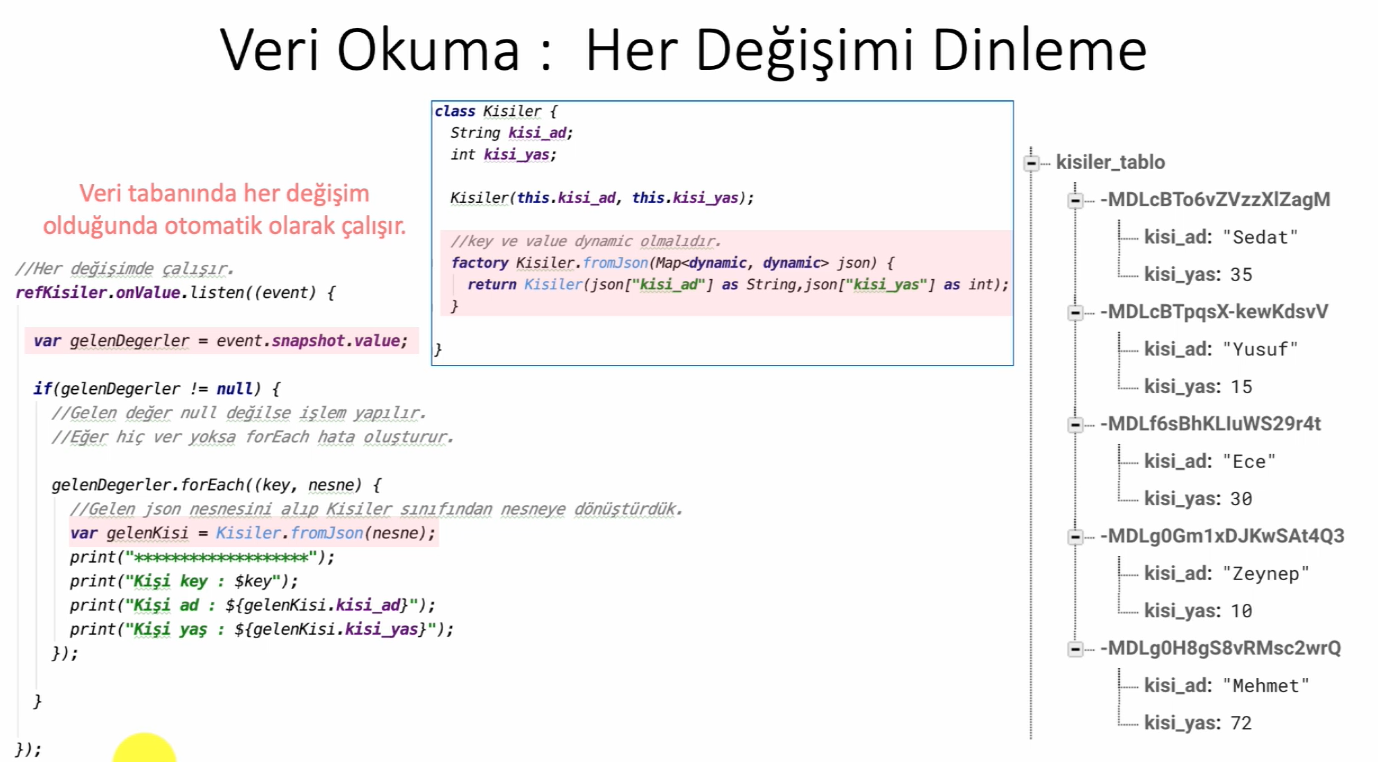 Veri Okuma : Her Değişimi Dinleme
Veri tabanında her değişim
olduğunda otomatik olarak çalışır.
//Her değişimde çalışır.
refKisiler.onValue.listen((event) {
var gelenDegerler = event.snapshot.value;
if(gelenDegerler != null) {
//Gelen değer null değilse işlem yapılır.
//Eğer hiç ver yoksa forEach hata oluşturur.
gelenDegerler.forEach((key, nesne) {
//Gelen json nesnesini alıp Kisiler sınıfından nesneye dönüştürdük.
var gelenKisi = Kisiler.fromJson(nesne);
print("*******************");
print("Kişi key : $key");
print("Kişi ad : ${gelenKisi.kisi_ad}");
print("Kişi yaş : ${gelenKisi.kisi_yas}");
});
}
});
class Kisiler {
String kisi_ad;
int kisi_yas;
Kisiler(this.kisi_ad, this.kisi_yas);
//key ve value dynamic olmalıdır.
factory Kisiler.fromJson(Map<dynamic, dynamic> json) {
return Kisiler(json["kisi_ad"] as String,json["kisi_yas"] as int);
}
}
kisiler_tablo
-MDLcBTo6vZVzzXlZagM
kisi_ad: "Sedat"
kisi_yas: 35
-MDLcBTpqsX-kewKdsvV
kisi_ad: "Yusuf"
kisi_yas: 15
-MDLf6sBhKLluWS29r4t
kisi_ad: "Ece"
kisi_yas: 30
-MDLg0Gm1xDJKwSAt4Q3
kisi_ad: "Zeynep"
kisi_yas: 10
-MDLg0H8gS8vRMsc2wrQ
kisi_ad: "Mehmet"
kisi_yas: 72